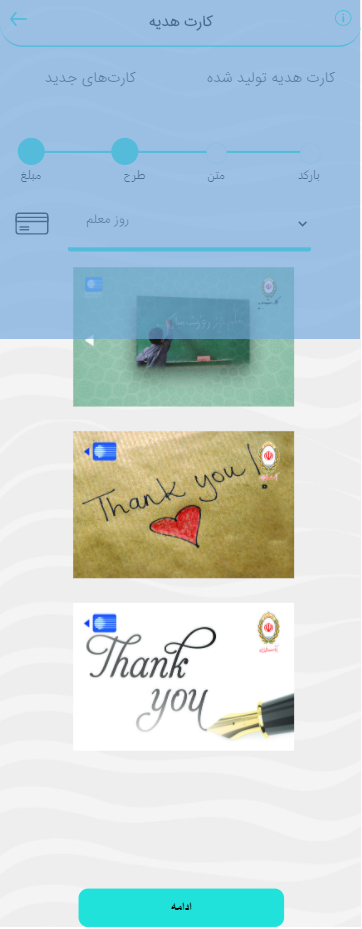 کارت هدیه
کارت هدیه تولید شده
کارت‌های جدید
بارکد
متن
طرح
مبلغ
روز معلم
Thank you!
Thank
you
ادامه